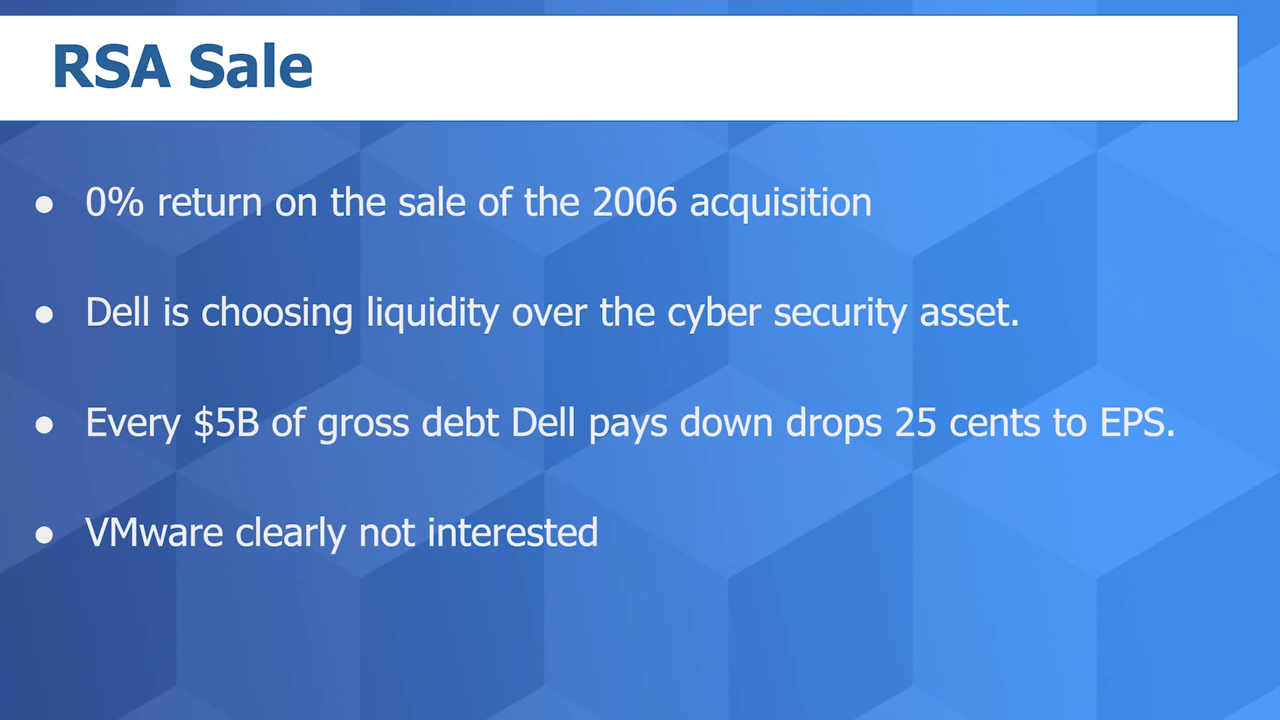 RSA Sale
● 0% return on the sale of the 2006 acquisition
● Dell is choosing liquidity over the cyber security asset.
● Every $5B of gross debt Dell pays down drops 25 cents to EPS.
● VMware clearly not interested